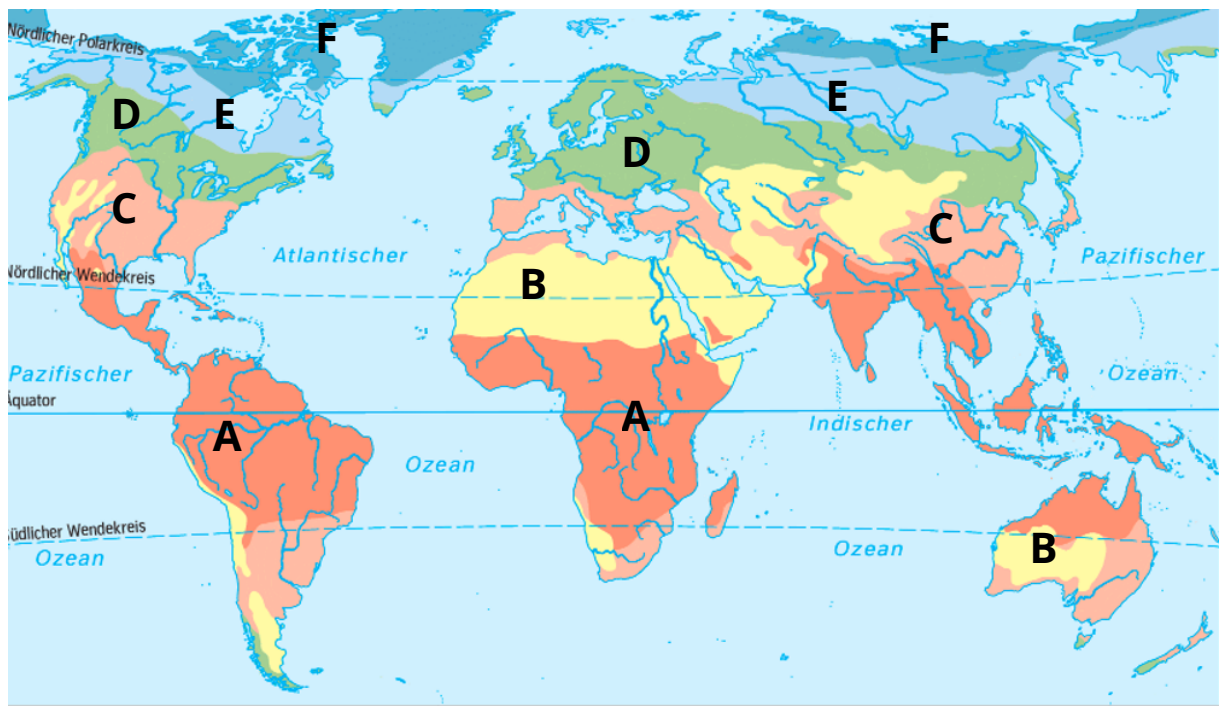 F
F
Nördlicher Polarkreis
E
D
E
D
C
C
Atlantischer
Pazifischer
Nördlicher Wendekreis
B
Pazifischer
Ozean
Äquator
A
A
Indischer
Ozean
südlicher Wendekreis
B
Ozean
Ozean